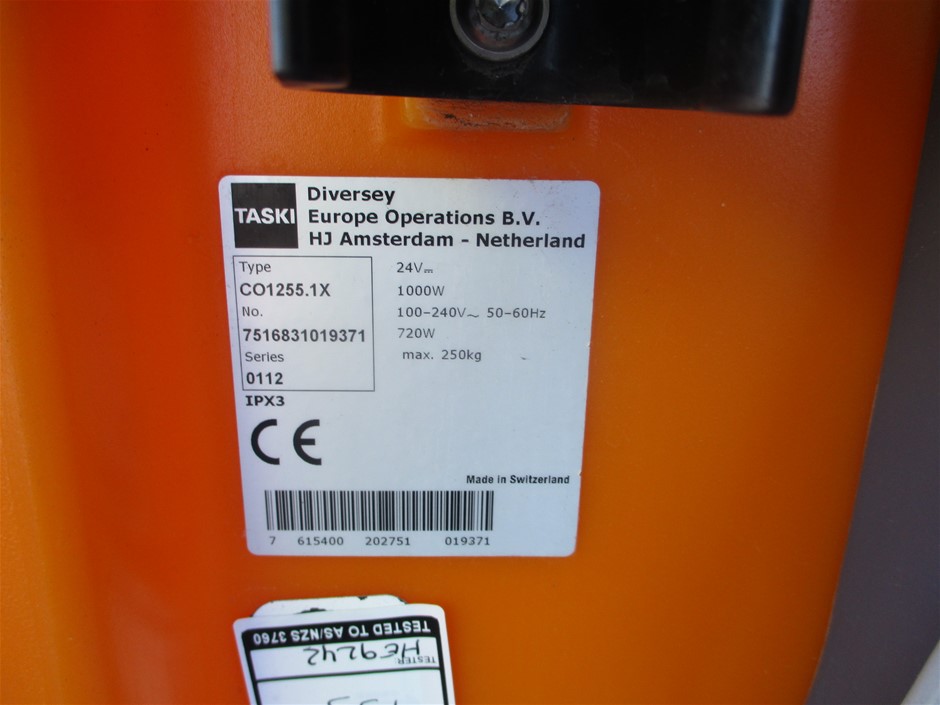 TASKI
Diversey
Europe Operations B.V.
HJ Amsterdam - Netherland
Type
CO1255.1X
No.
7516831019371
Series
0112
IPX3
24V⎓
1000W
100-240V~ 50-60Hz
720W
max. 250kg
CE
Made in Switzerland
7 615400 202751 019371
TESTED TO AS/NZS 3760
TESTER HE9242